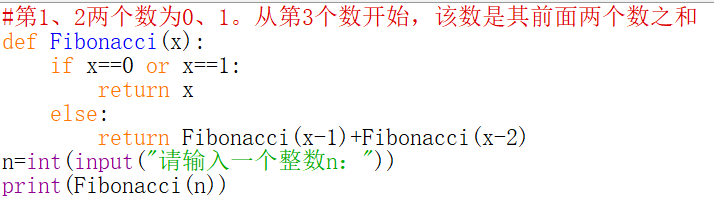 #第1、2两个数为0、1。从第3个数开始，该数是其前面两个数之和
def Fibonacci(x):
    if x==0 or x==1:
        return x
    else:
        return Fibonacci(x-1)+Fibonacci(x-2)
n=int(input("请输入一个整数n："))
print(Fibonacci(n))